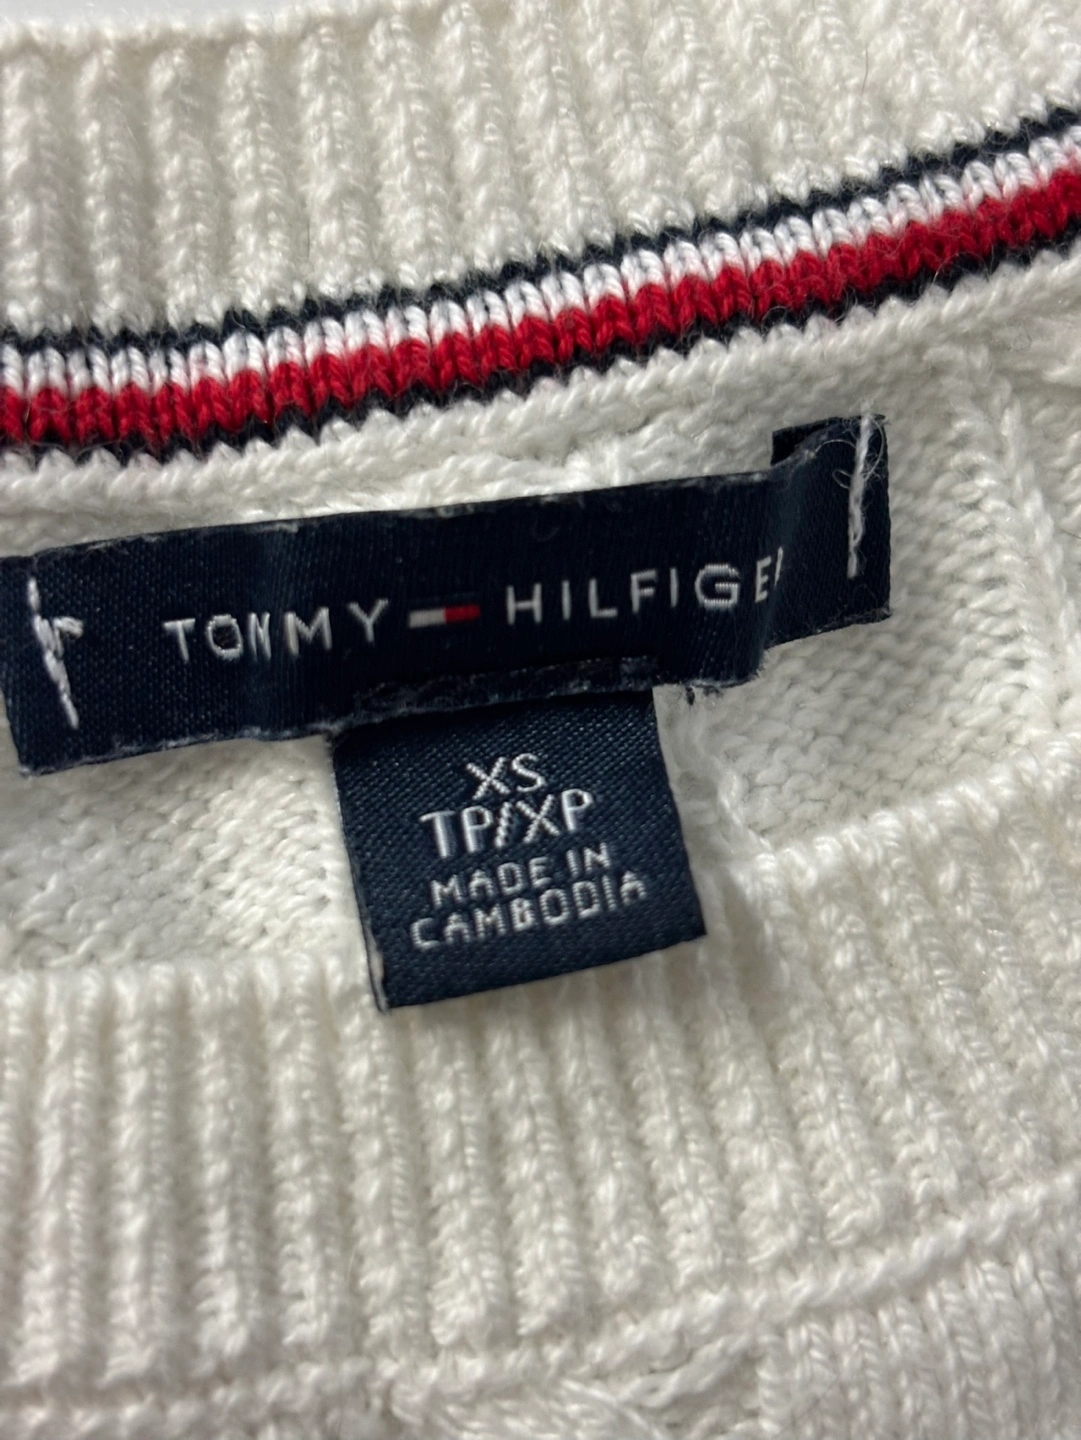 TOMMY HILFIGER
XS
TP/XP
MADE IN
CAMBODIA